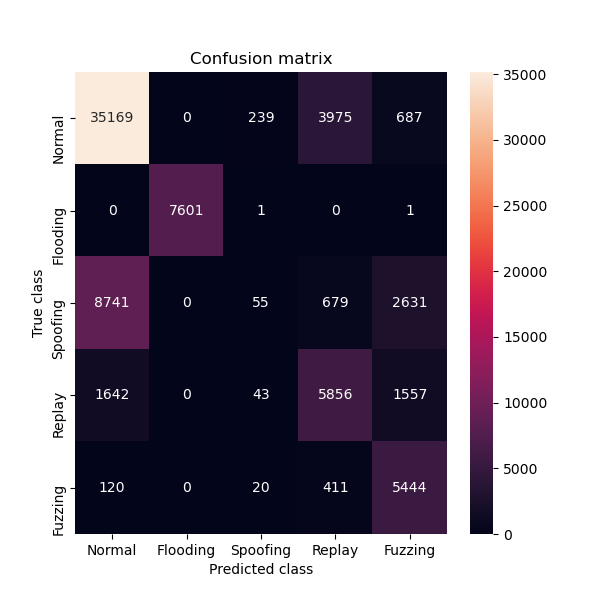 Confusion matrix
True class
Normal 35169 0 239 3975 687
Flooding 0 7601 1 0 1
Spoofing 8741 0 55 679 2631
Replay 1642 0 43 5856 1557
Fuzzing 120 0 20 411 5444
Normal Flooding Spoofing Replay Fuzzing
Predicted class
35000
30000
25000
20000
15000
10000
5000
0